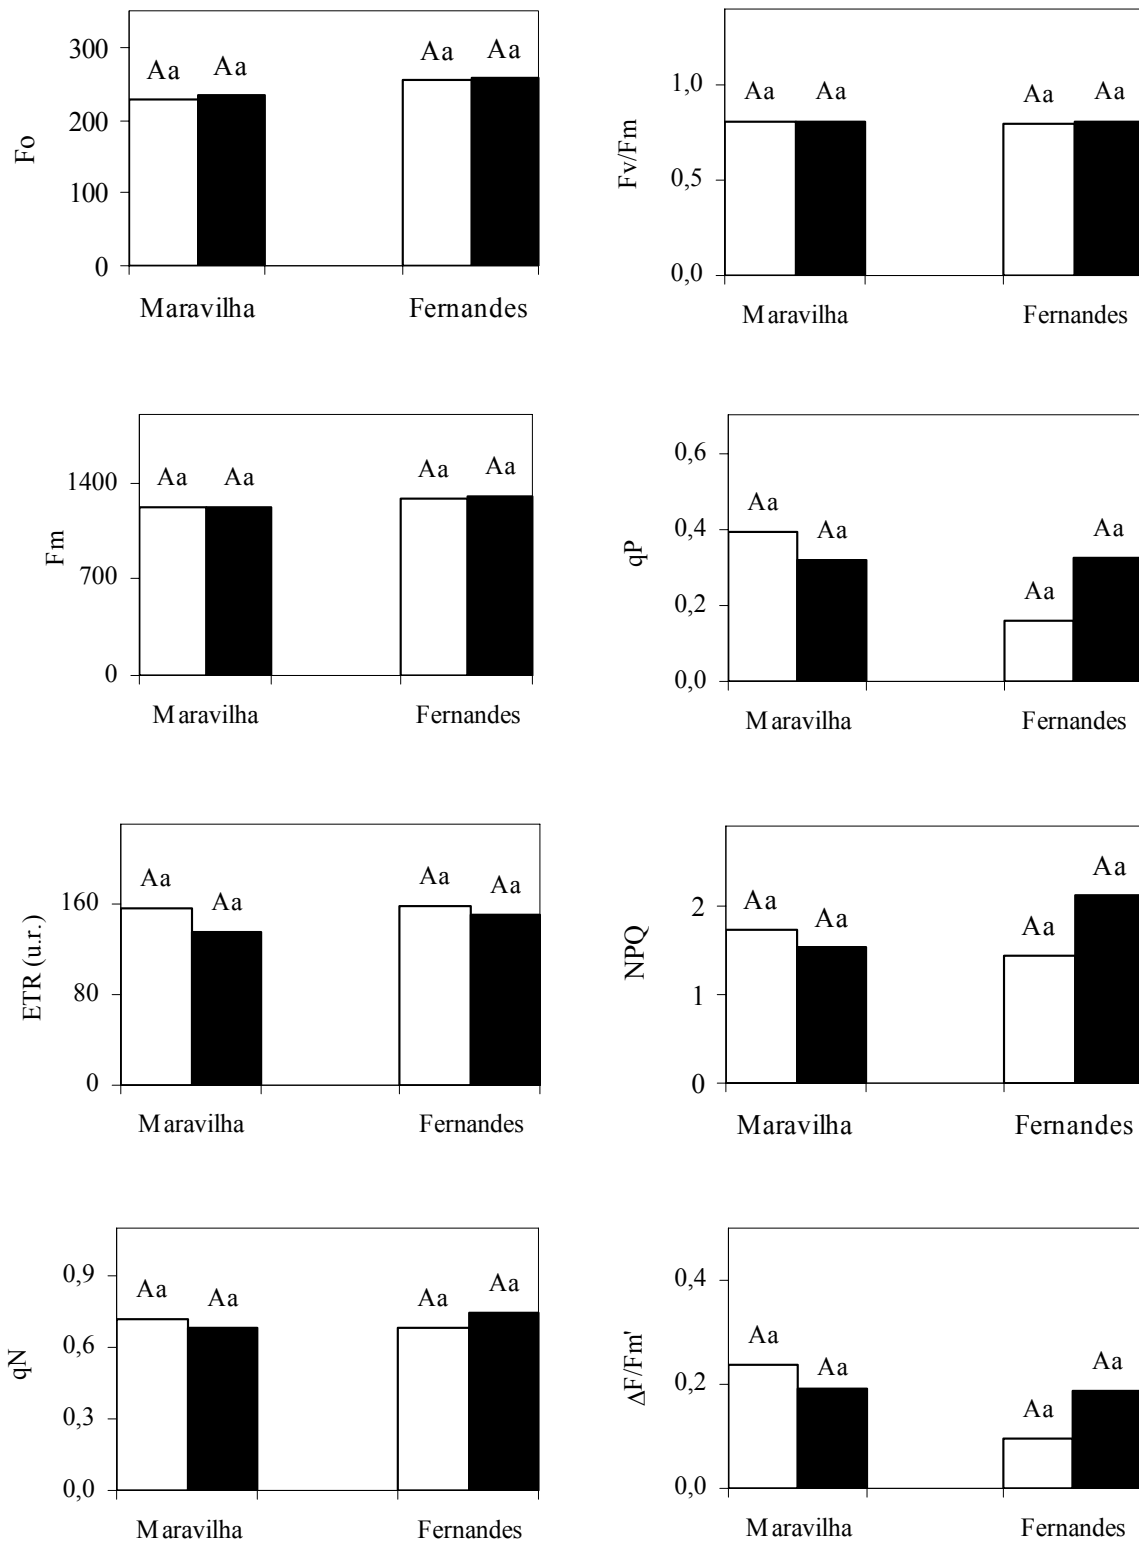 300
200
100
0
Fo
Aa Aa Aa Aa
Maravilha Fernandes
1,0
0,5
0,0
Fv/Fm
Aa Aa Aa Aa
Maravilha Fernandes
1400
700
0
Fm
Aa Aa Aa Aa
Maravilha Fernandes
0,6
0,4
0,2
0,0
qP
Aa Aa Aa Aa
Maravilha Fernandes
160
80
0
ETR (u.r.)
Aa Aa Aa Aa
Maravilha Fernandes
2
1
0
NPQ
Aa Aa Aa Aa
Maravilha Fernandes
0,9
0,6
0,3
0,0
qN
Aa Aa Aa Aa
Maravilha Fernandes
0,4
0,2
0,0
ΔF/Fm'
Aa Aa Aa Aa
Maravilha Fernandes